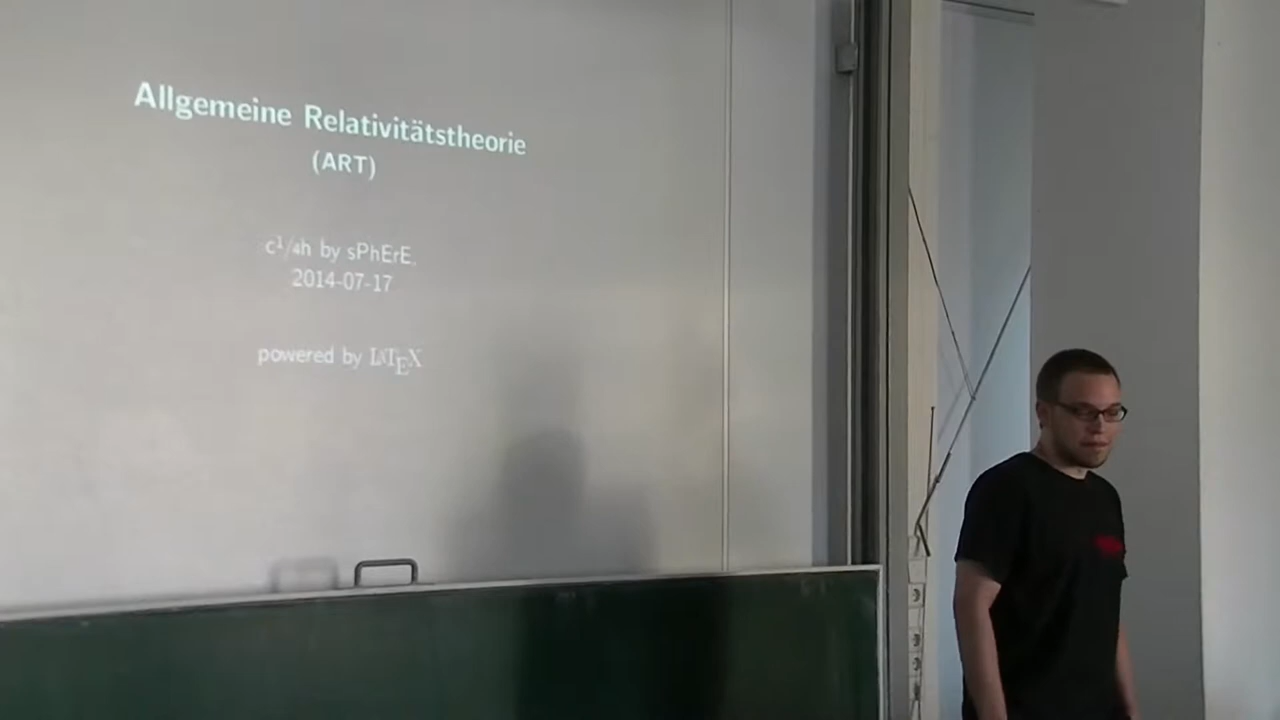 Allgemeine Relativitätstheorie
(ART)
c¹/₄h by sPhErE,
2014-07-17
powered by LATEX